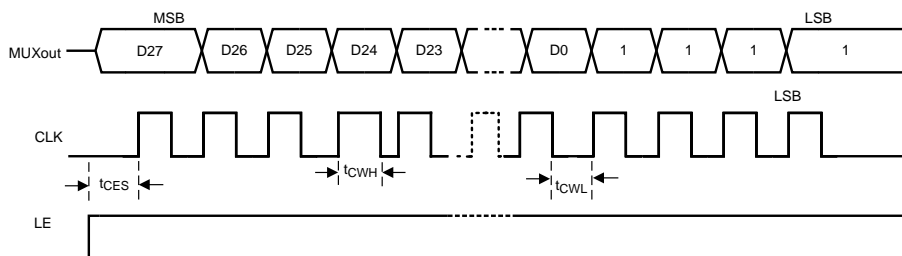 MSB LSB
MUXout D27 D26 D25 D24 D23 D0 1 1 1 1
LSB
CLK
tCES tCWH tCWL
LE